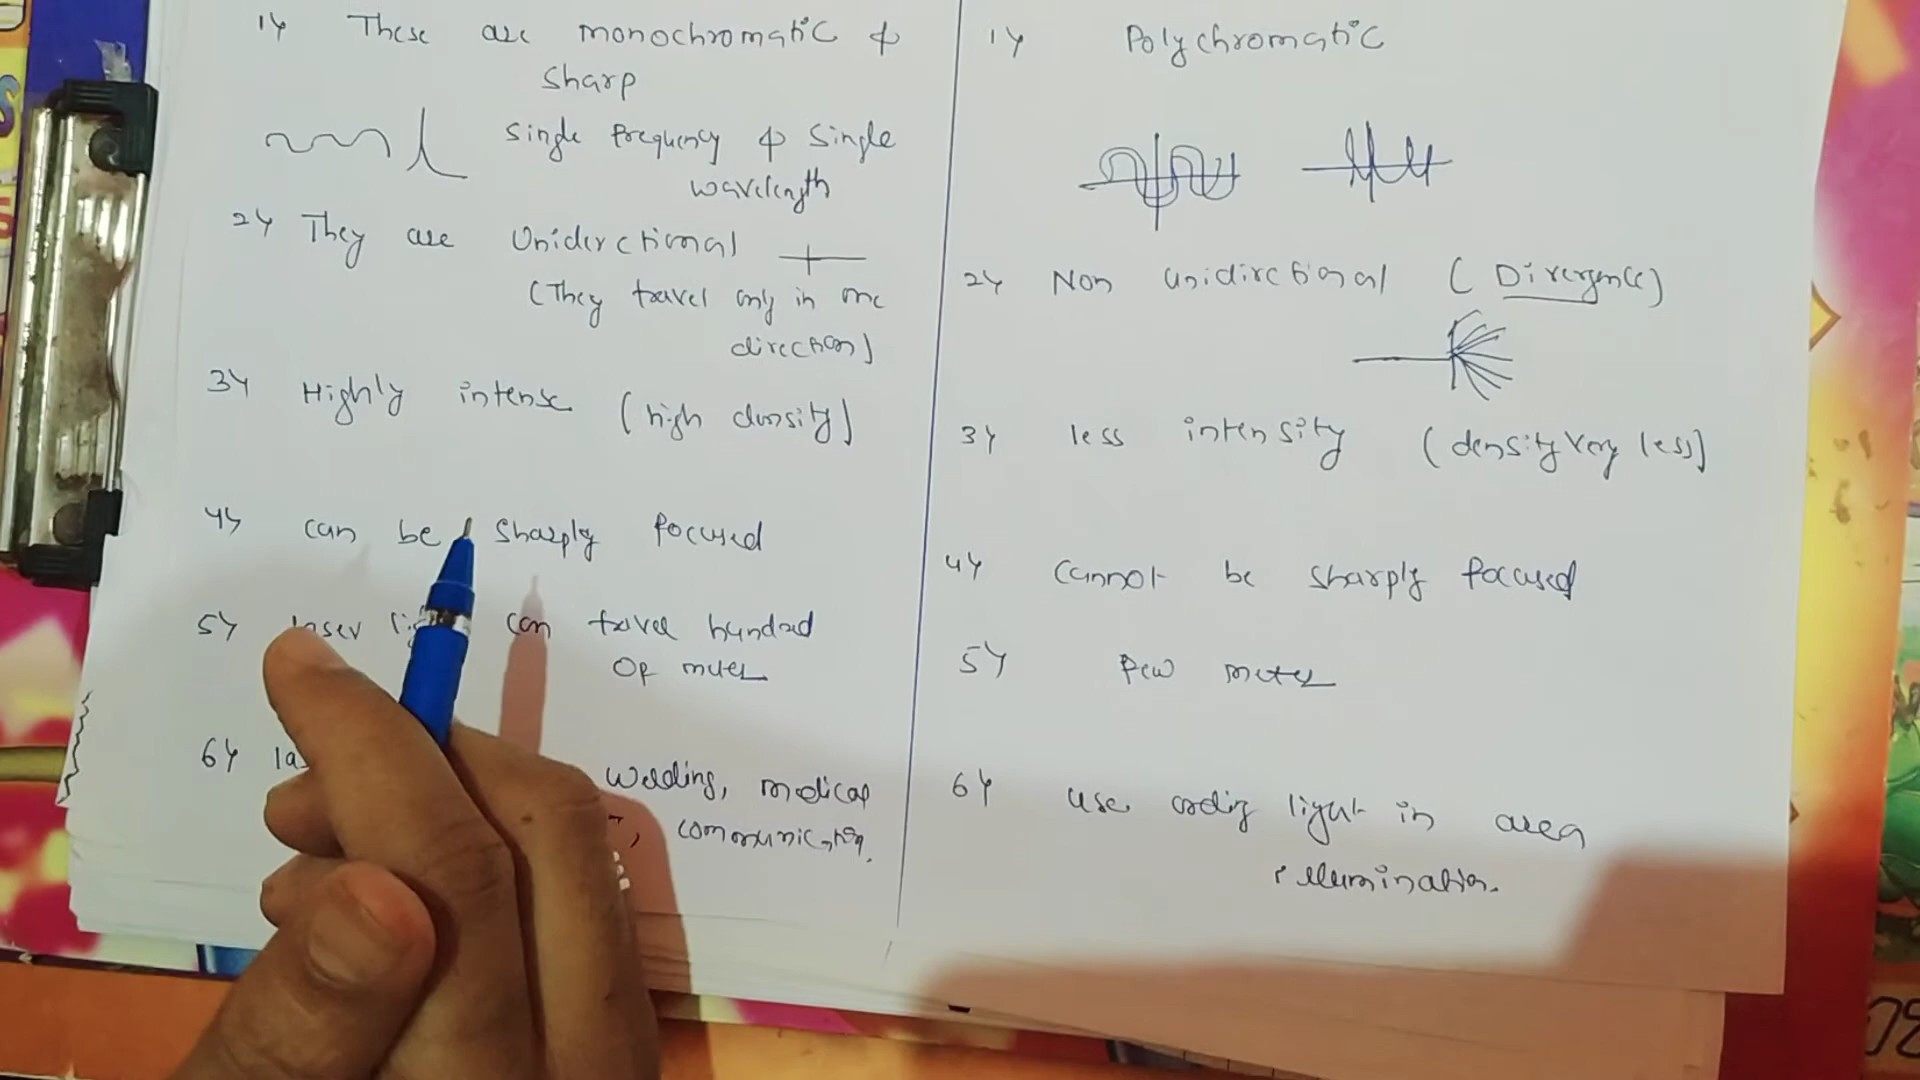 1) These are monochromatic &
sharp
Single frequency & single
wavelength
2) They are Unidirectional
(They travel only in one
direction)
3) Highly intense (high density)
4) can be sharply focused
5) laser light can travel hundred
of meter
6) Welding, medical
, communication.
1) Polychromatic
2) Non unidirectional (Divergence)
3) less intensity (density very less)
4) cannot be sharply focused
5) few meter
6) use light in area
illumination.